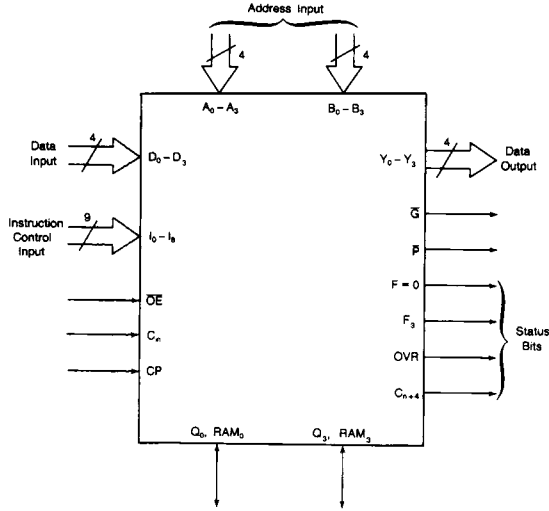 Address Input
4
4
A₀ – A₃
B₀ – B₃
Data
Input
4
D₀ – D₃
Y₀ – Y₃
4
Data
Output
G̅
Instruction
Control
Input
9
I₀ – I₈
P̅
F = 0
O̅E̅
F₃
Status
Bits
Cᵢₙ
OVR
CP
Cₙ₊₄
Q₀, RAM₀
Q₃, RAM₃